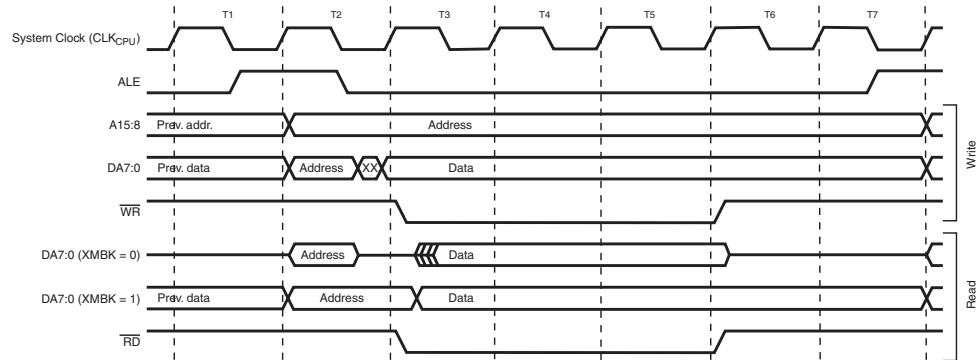 T1 T2 T3 T4 T5 T6 T7
System Clock (CLKCPU)
ALE
A15:8 Prev. addr. Address
DA7:0 Prev. data Address XX Data
WR
Write
DA7:0 (XMBK = 0) Address Data
DA7:0 (XMBK = 1) Prev. data Address Data
RD
Read